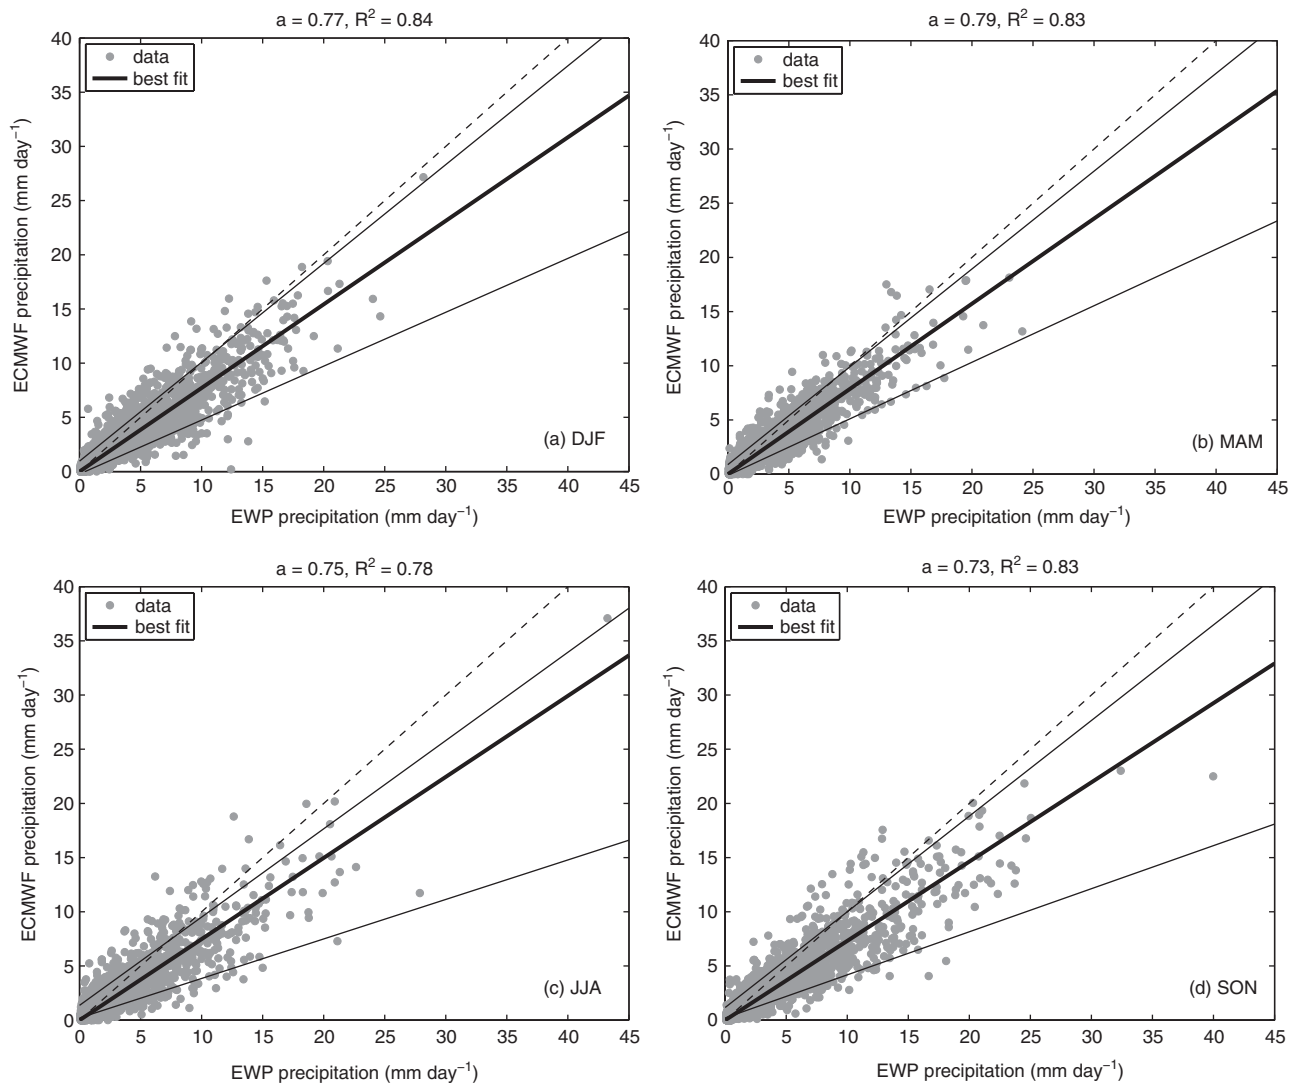 a = 0.77, R² = 0.84
40
35
30
25
20
15
10
5
0
ECMWF precipitation (mm day⁻¹)
data
best fit
(a) DJF
0 5 10 15 20 25 30 35 40 45
EWP precipitation (mm day⁻¹)
a = 0.79, R² = 0.83
40
35
30
25
20
15
10
5
0
ECMWF precipitation (mm day⁻¹)
data
best fit
(b) MAM
0 5 10 15 20 25 30 35 40 45
EWP precipitation (mm day⁻¹)
a = 0.75, R² = 0.78
40
35
30
25
20
15
10
5
0
ECMWF precipitation (mm day⁻¹)
data
best fit
(c) JJA
0 5 10 15 20 25 30 35 40 45
EWP precipitation (mm day⁻¹)
a = 0.73, R² = 0.83
40
35
30
25
20
15
10
5
0
ECMWF precipitation (mm day⁻¹)
data
best fit
(d) SON
0 5 10 15 20 25 30 35 40 45
EWP precipitation (mm day⁻¹)